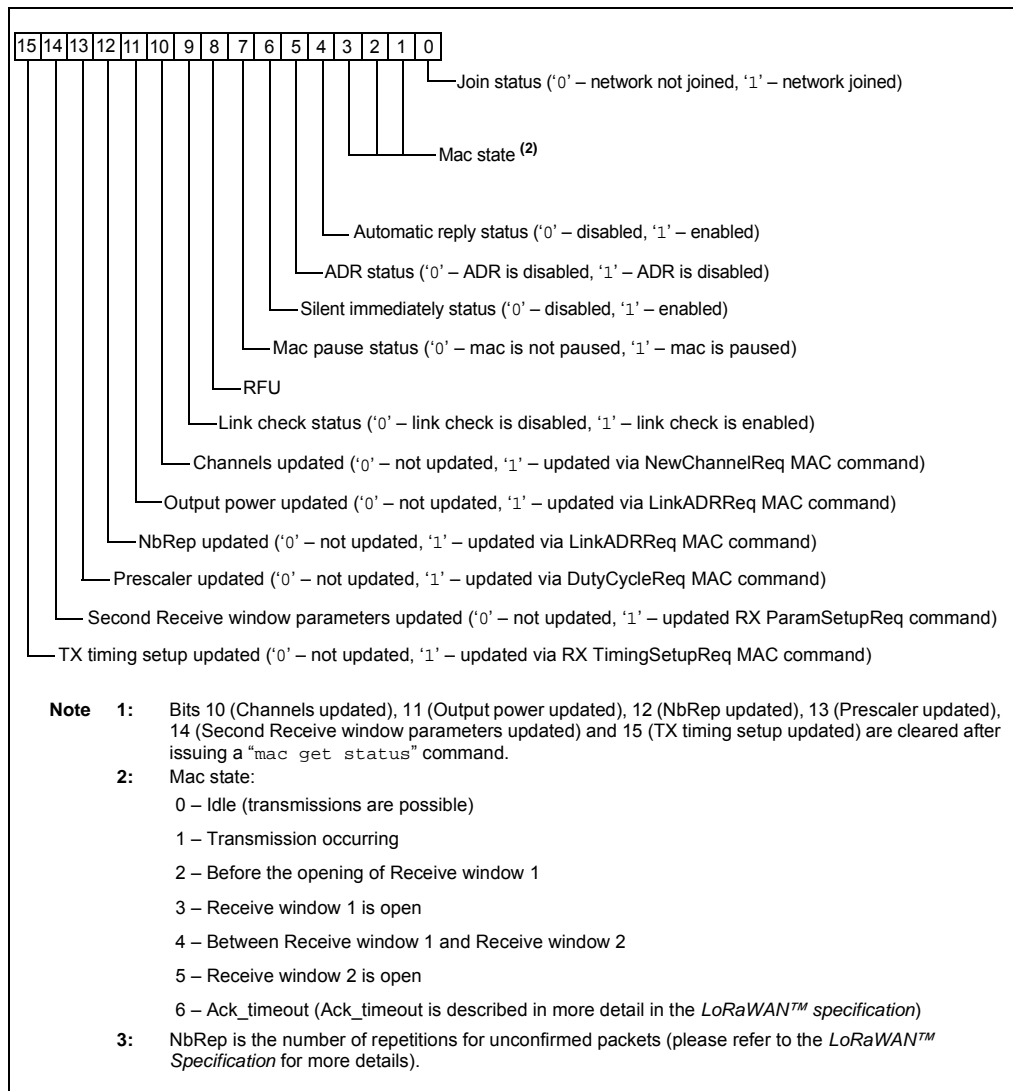 15 14 13 12 11 10 9 8 7 6 5 4 3 2 1 0
Join status (‘0’ – network not joined, ‘1’ – network joined)
Mac state (2)
Automatic reply status (‘0’ – disabled, ‘1’ – enabled)
ADR status (‘0’ – ADR is disabled, ‘1’ – ADR is disabled)
Silent immediately status (‘0’ – disabled, ‘1’ – enabled)
Mac pause status (‘0’ – mac is not paused, ‘1’ – mac is paused)
RFU
Link check status (‘0’ – link check is disabled, ‘1’ – link check is enabled)
Channels updated (‘0’ – not updated, ‘1’ – updated via NewChannelReq MAC command)
Output power updated (‘0’ – not updated, ‘1’ – updated via LinkADRReq MAC command)
NbRep updated (‘0’ – not updated, ‘1’ – updated via LinkADRReq MAC command)
Prescaler updated (‘0’ – not updated, ‘1’ – updated via DutyCycleReq MAC command)
Second Receive window parameters updated (‘0’ – not updated, ‘1’ – updated RX ParamSetupReq command)
TX timing setup updated (‘0’ – not updated, ‘1’ – updated via RX TimingSetupReq MAC command)
Note 1: Bits 10 (Channels updated), 11 (Output power updated), 12 (NbRep updated), 13 (Prescaler updated),
14 (Second Receive window parameters updated) and 15 (TX timing setup updated) are cleared after
issuing a “mac get status” command.
2: Mac state:
0 – Idle (transmissions are possible)
1 – Transmission occurring
2 – Before the opening of Receive window 1
3 – Receive window 1 is open
4 – Between Receive window 1 and Receive window 2
5 – Receive window 2 is open
6 – Ack_timeout (Ack_timeout is described in more detail in the LoRaWAN™ specification)
3: NbRep is the number of repetitions for unconfirmed packets (please refer to the LoRaWAN™
Specification for more details).